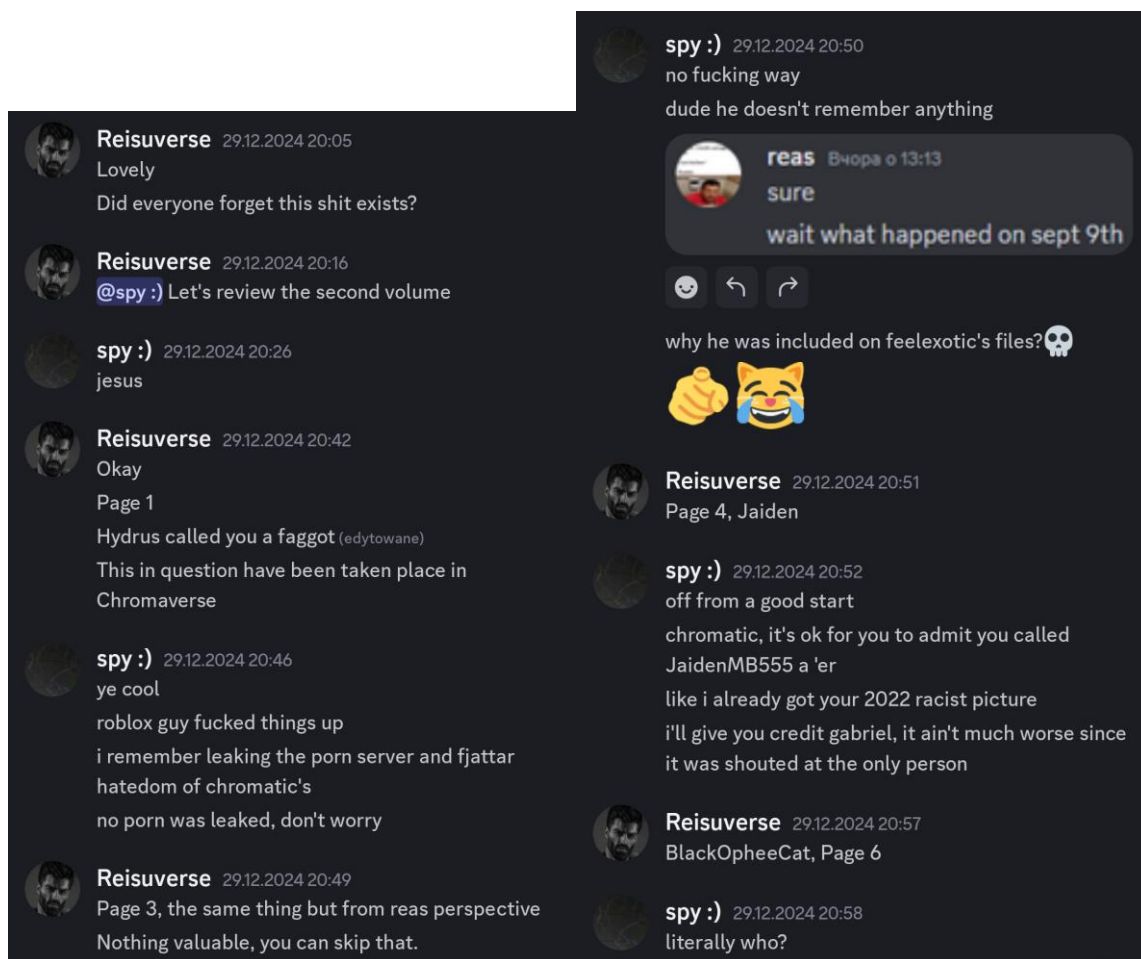 Reisuverse 29.12.2024 20:05
Lovely
Did everyone forget this shit exists?
Reisuverse 29.12.2024 20:16
@spy :) Let's review the second volume
spy :) 29.12.2024 20:26
jesus
Reisuverse 29.12.2024 20:42
Okay
Page 1
Hydrus called you a faggot (edytowane)
This in question have been taken place in
Chromaverse
spy :) 29.12.2024 20:46
ye cool
roblox guy fucked things up
i remember leaking the porn server and fjattar
hatedom of chromatic's
no porn was leaked, don't worry
Reisuverse 29.12.2024 20:49
Page 3, the same thing but from reas perspective
Nothing valuable, you can skip that.
spy :) 29.12.2024 20:50
no fucking way
dude he doesn't remember anything
reas Вчора о 13:13
sure
wait what happened on sept 9th
why he was included on feelexotic's files?💀
🫵😹
Reisuverse 29.12.2024 20:51
Page 4, Jaiden
spy :) 29.12.2024 20:52
off from a good start
chromatic, it's ok for you to admit you called
JaidenMB555 a 'er
like i already got your 2022 racist picture
i'll give you credit gabriel, it ain't much worse since
it was shouted at the only person
Reisuverse 29.12.2024 20:57
BlackOpheeCat, Page 6
spy :) 29.12.2024 20:58
literally who?